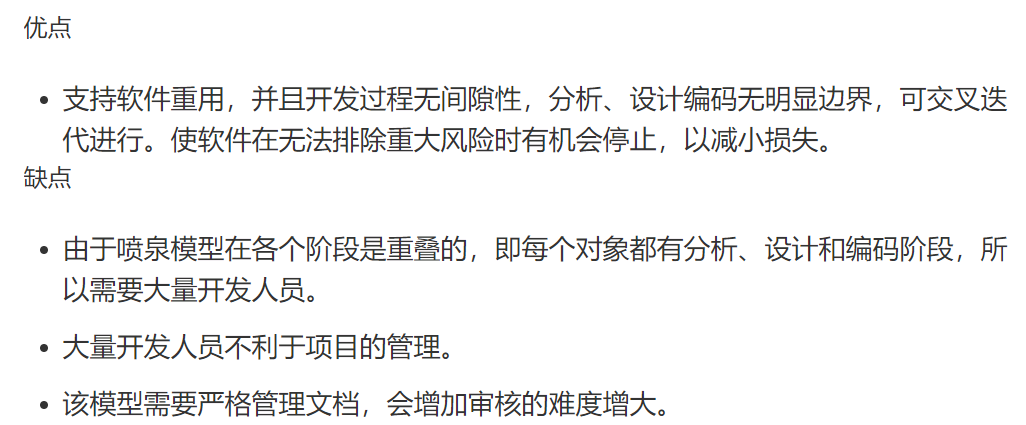 优点
支持软件重用，并且开发过程无间隙性，分析、设计编码无明显边界，可交叉迭
代进行。使软件在无法排除重大风险时有机会停止，以减小损失。
缺点
由于喷泉模型在各个阶段是重叠的，即每个对象都有分析、设计和编码阶段，所
以需要大量开发人员。
大量开发人员不利于项目的管理。
该模型需要严格管理文档，会增加审核的难度增大。